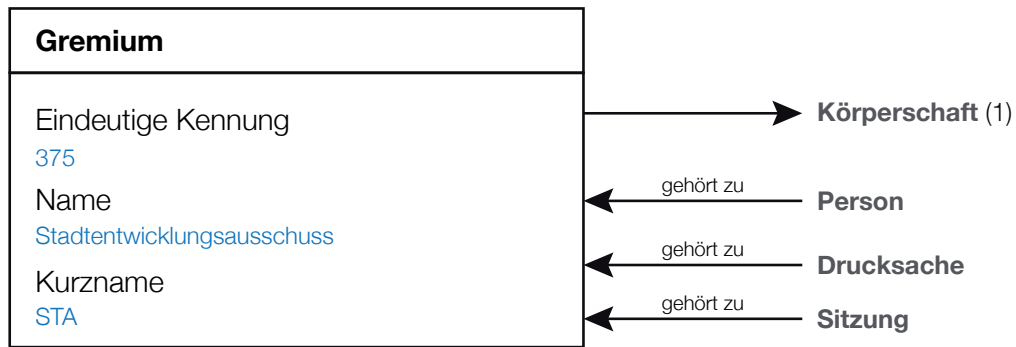 Gremium
Eindeutige Kennung
375
Name
Stadtentwicklungsausschuss
Kurzname
STA
Körperschaft (1)
gehört zu
Person
gehört zu
Drucksache
gehört zu
Sitzung